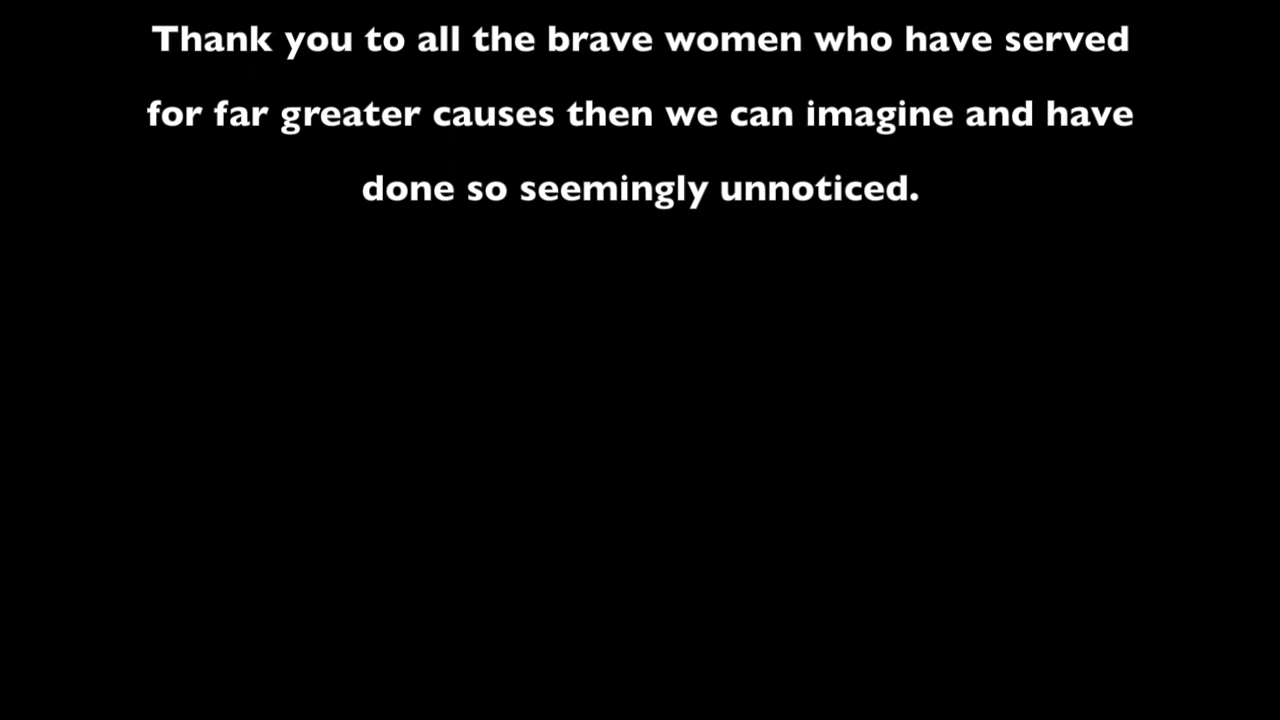 Thank you to all the brave women who have served
for far greater causes then we can imagine and have
done so seemingly unnoticed.